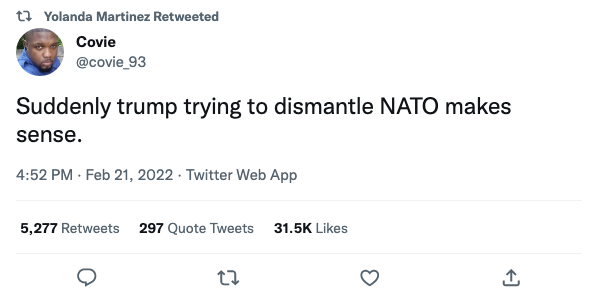 Yolanda Martinez Retweeted
Covie
@covie_93
Suddenly trump trying to dismantle NATO makes
sense.
4:52 PM · Feb 21, 2022 · Twitter Web App
5,277 Retweets 297 Quote Tweets 31.5K Likes